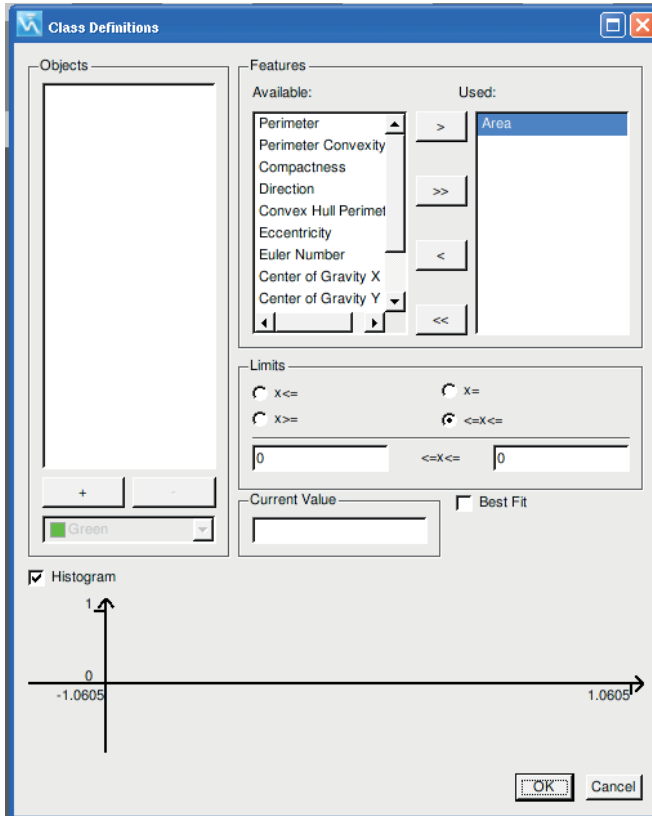 Class Definitions
Objects
Features
Available:
Used:
Perimeter
Perimeter Convexity
Compactness
Direction
Convex Hull Perimet
Eccentricity
Euler Number
Center of Gravity X
Center of Gravity Y
>
>>
<
<<
Area
Limits
x<=
x=
x>=
<=x<=
0
<=x<=
0
+
-
Green
Current Value
Best Fit
Histogram
1
0
-1.0605
1.0605
OK
Cancel